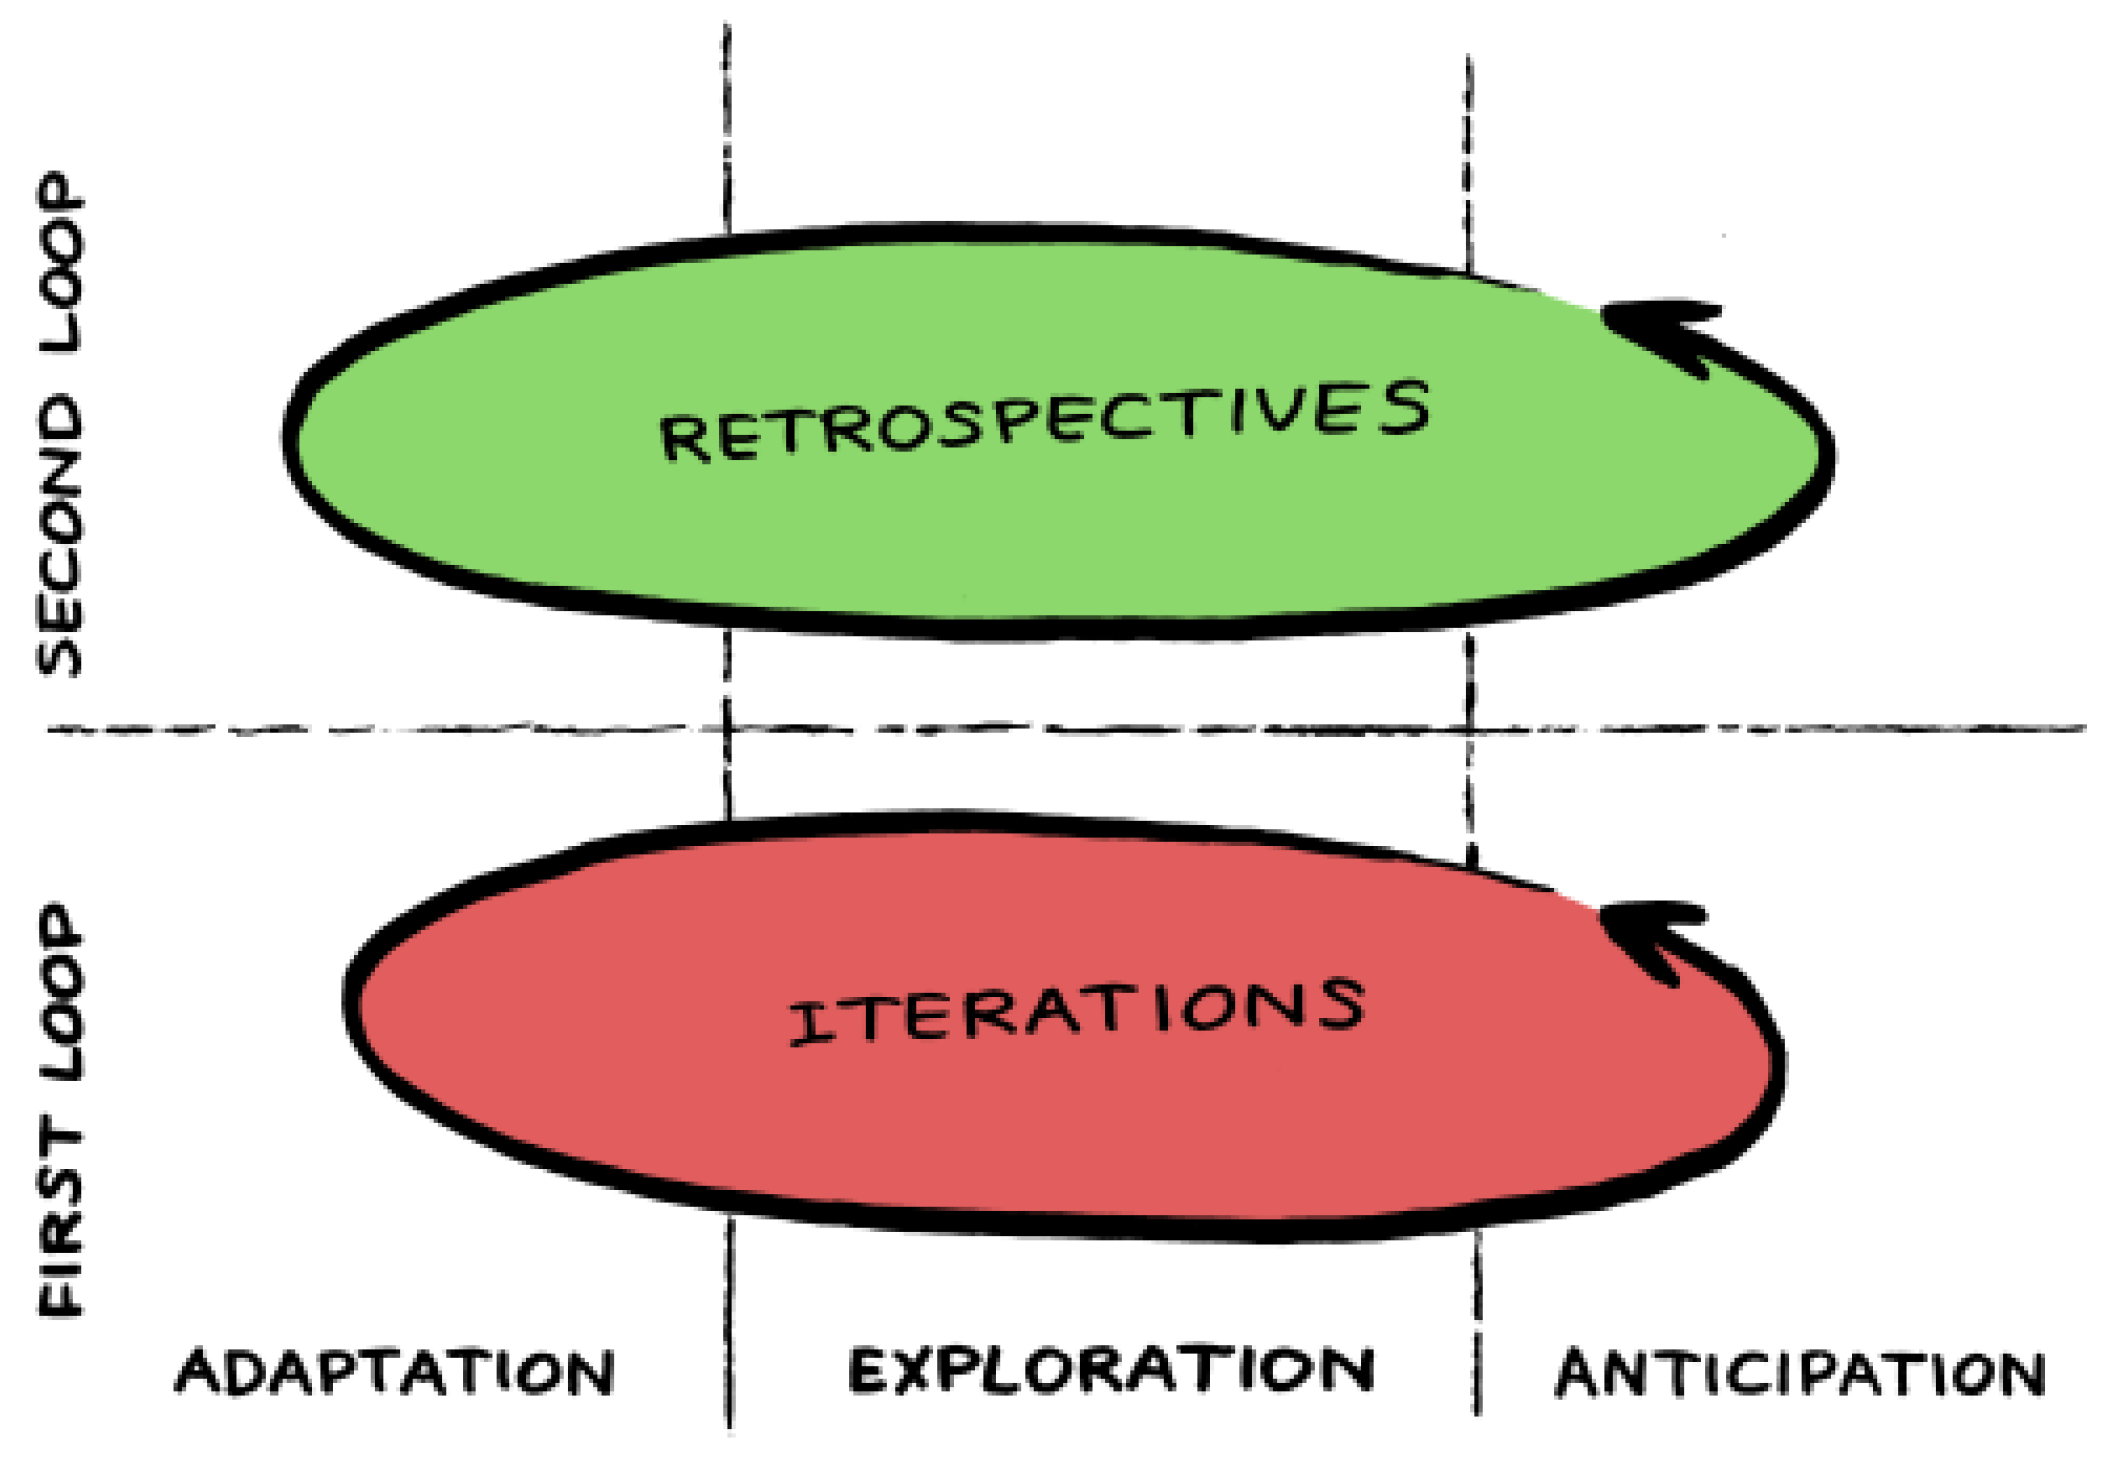 SECOND LOOP
RETROSPECTIVES
FIRST LOOP
ITERATIONS
ADAPTATION
EXPLORATION
ANTICIPATION